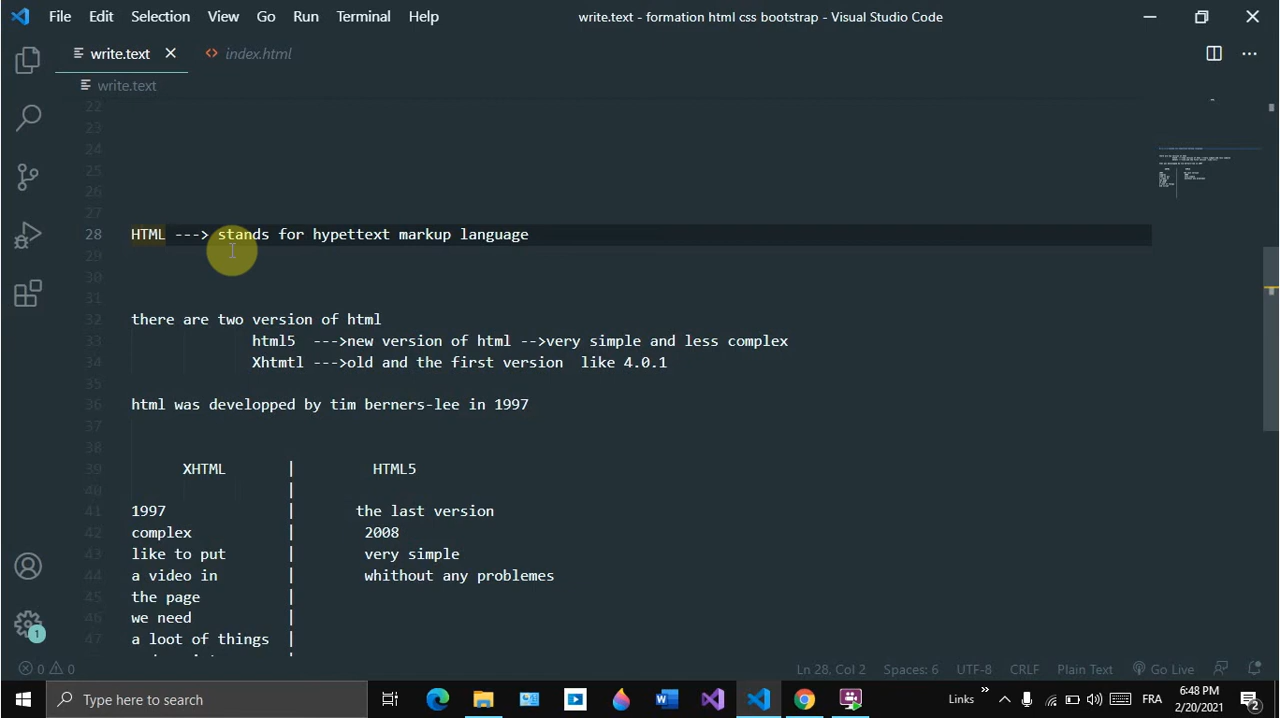 File Edit Selection View Go Run Terminal Help
write.text - formation html css bootstrap - Visual Studio Code
write.text
index.html
write.text
22
23
24
25
26
27
28 HTML ---> stands for hypettext markup language
29
30
31
32 there are two version of html
33 html5 --->new version of html -->very simple and less complex
34 Xhtmtl --->old and the first version like 4.0.1
35
36 html was developped by tim berners-lee in 1997
37
38
39 XHTML | HTML5
40 |
41 1997 | the last version
42 complex | 2008
43 like to put | very simple
44 a video in | whithout any problemes
45 the page |
46 we need |
47 a loot of things |
1
0 0
Ln 28, Col 2 Spaces: 6 UTF-8 CRLF Plain Text Go Live
Type here to search
Links
FRA
6:48 PM
2/20/2021
2